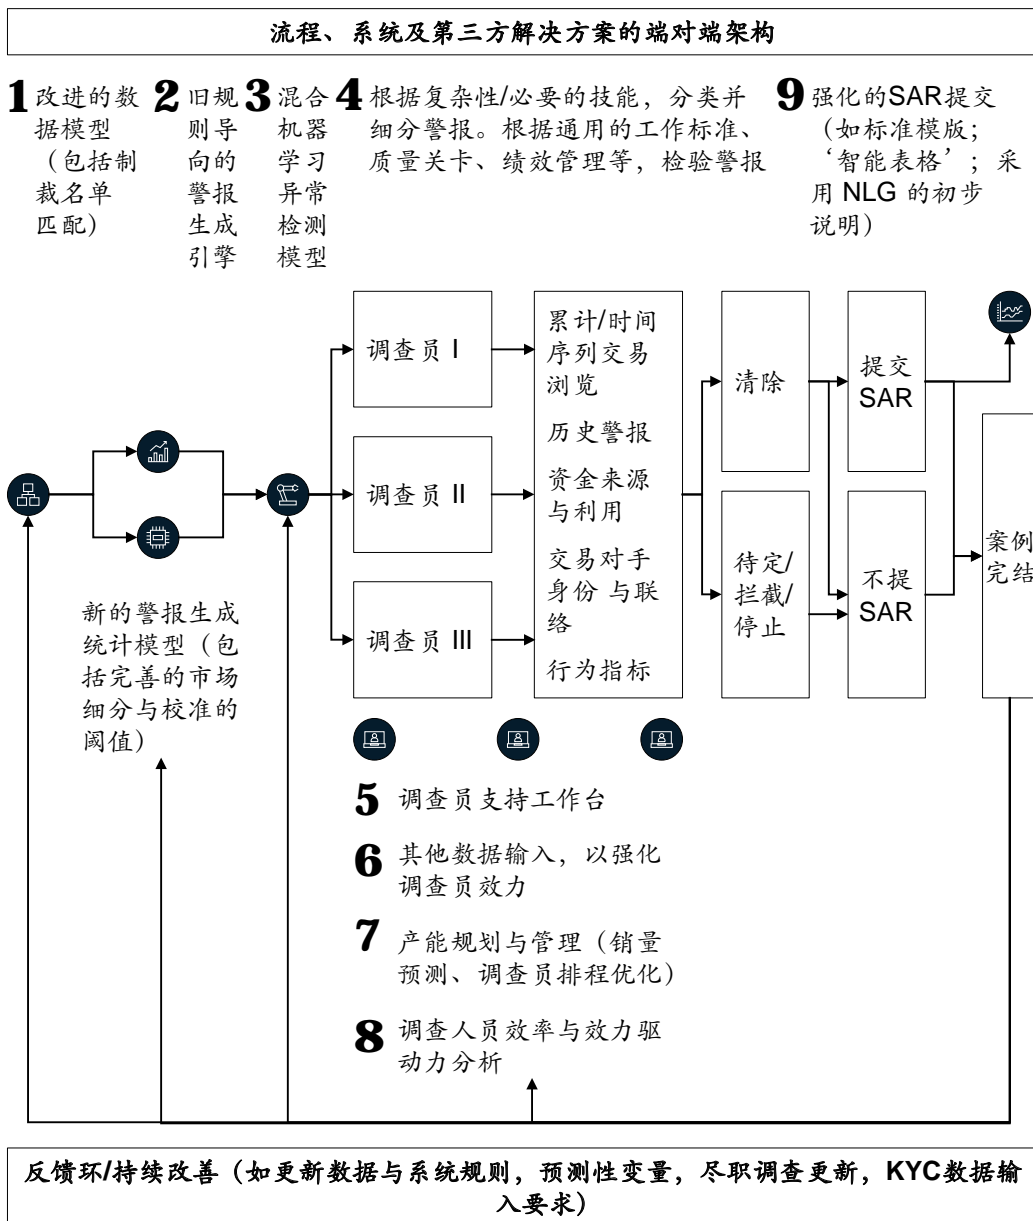 流程、系统及第三方解决方案的端对端架构
1 改进的数
据模型
（包括制
裁名单
匹配）
2 旧规
则导
向的
警报
生成
引擎
3 混合
机器
学习
异常
检测
模型
4 根据复杂性/必要的技能，分类并
细分警报。根据通用的工作标准、
质量关卡、绩效管理等，检验警报
9 强化的SAR提交
（如标准模版；
‘智能表格’；采
用 NLG 的初步
说明）
调查员 I
调查员 II
调查员 III
累计/时间
序列交易
浏览
历史警报
资金来源
与利用
交易对手
身份 与联
络
行为指标
清除
待定/
拦截/
停止
提交
SAR
不提
SAR
案例
完结
新的警报生成
统计模型（包
括完善的市场
细分与校准的
阈值）
5 调查员支持工作台
6 其他数据输入，以强化
调查员效力
7 产能规划与管理（销量
预测、调查员排程优化）
8 调查人员效率与效力驱
动力分析
反馈环/持续改善（如更新数据与系统规则，预测性变量，尽职调查更新，KYC数据输
入要求）